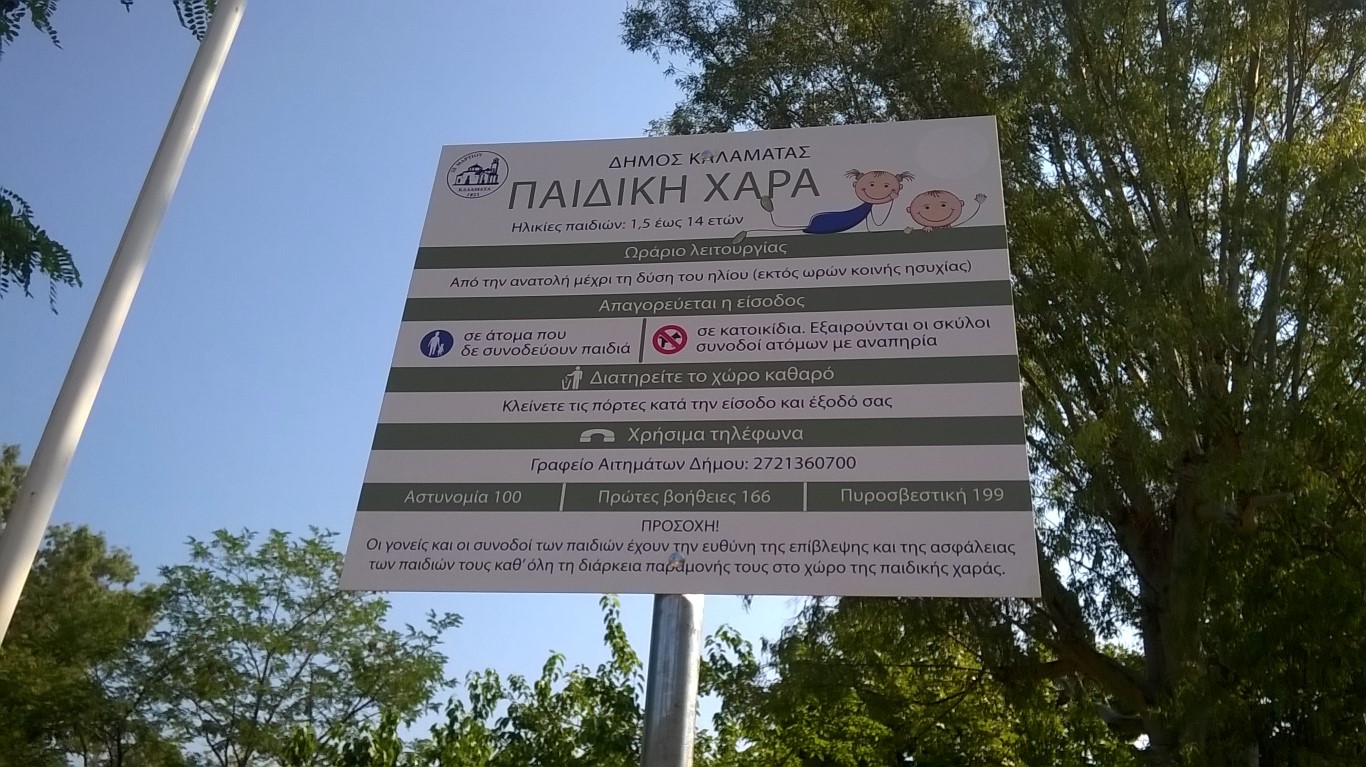 23 ΜΑΡΤΙΟΥ
ΚΑΛΑΜΑΤΑ
1821
ΔΗΜΟΣ ΚΑΛΑΜΑΤΑΣ
ΠΑΙΔΙΚΗ ΧΑΡΑ
Ηλικίες παιδιών: 1,5 έως 14 ετών
Ωράριο λειτουργίας
Από την ανατολή μέχρι τη δύση του ηλίου (εκτός ωρών κοινής ησυχίας)
Απαγορεύεται η είσοδος
σε άτομα που
δε συνοδεύουν παιδιά
σε κατοικίδια. Εξαιρούνται οι σκύλοι
συνοδοί ατόμων με αναπηρία
Διατηρείτε το χώρο καθαρό
Κλείνετε τις πόρτες κατά την είσοδο και έξοδό σας
Χρήσιμα τηλέφωνα
Γραφείο Αιτημάτων Δήμου: 2721360700
Αστυνομία 100
Πρώτες βοήθειες 166
Πυροσβεστική 199
ΠΡΟΣΟΧΗ!
Οι γονείς και οι συνοδοί των παιδιών έχουν την ευθύνη της επίβλεψης και της ασφάλειας
των παιδιών τους καθ' όλη τη διάρκεια παραμονής τους στο χώρο της παιδικής χαράς.